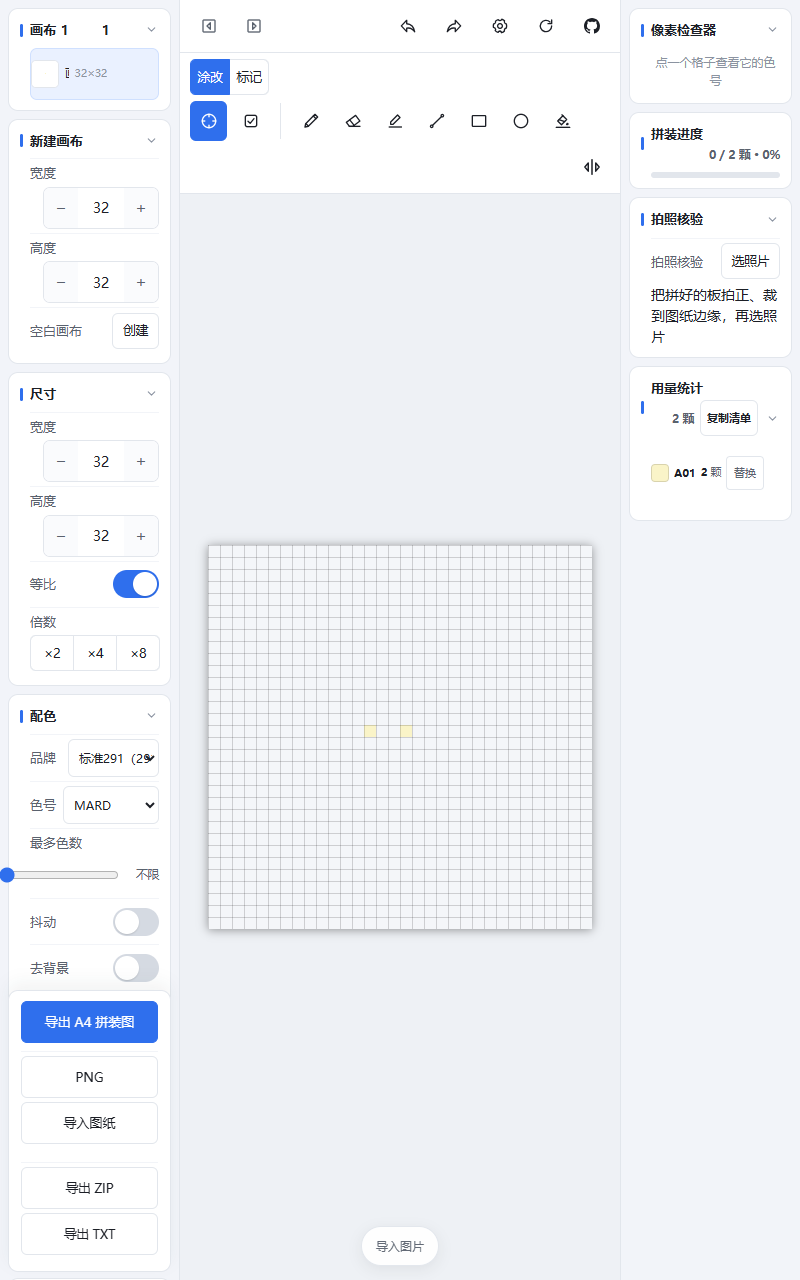 画布 1 1
32×32
新建画布
宽度
− 32 +
高度
− 32 +
空白画布 创建
尺寸
宽度
− 32 +
高度
− 32 +
等比
倍数
×2 ×4 ×8
配色
品牌 标准291（29
色号 MARD
最多色数
不限
抖动
去背景
导出 A4 拼装图
PNG
导入图纸
导出 ZIP
导出 TXT
涂改 标记
导入图片
像素检查器
点一个格子查看它的色
号
拼装进度
0 / 2 颗 • 0%
拍照核验
拍照核验 选照片
把拼好的板拍正、裁
到图纸边缘，再选照
片
用量统计
2 颗 复制清单
A01 2 颗 替换